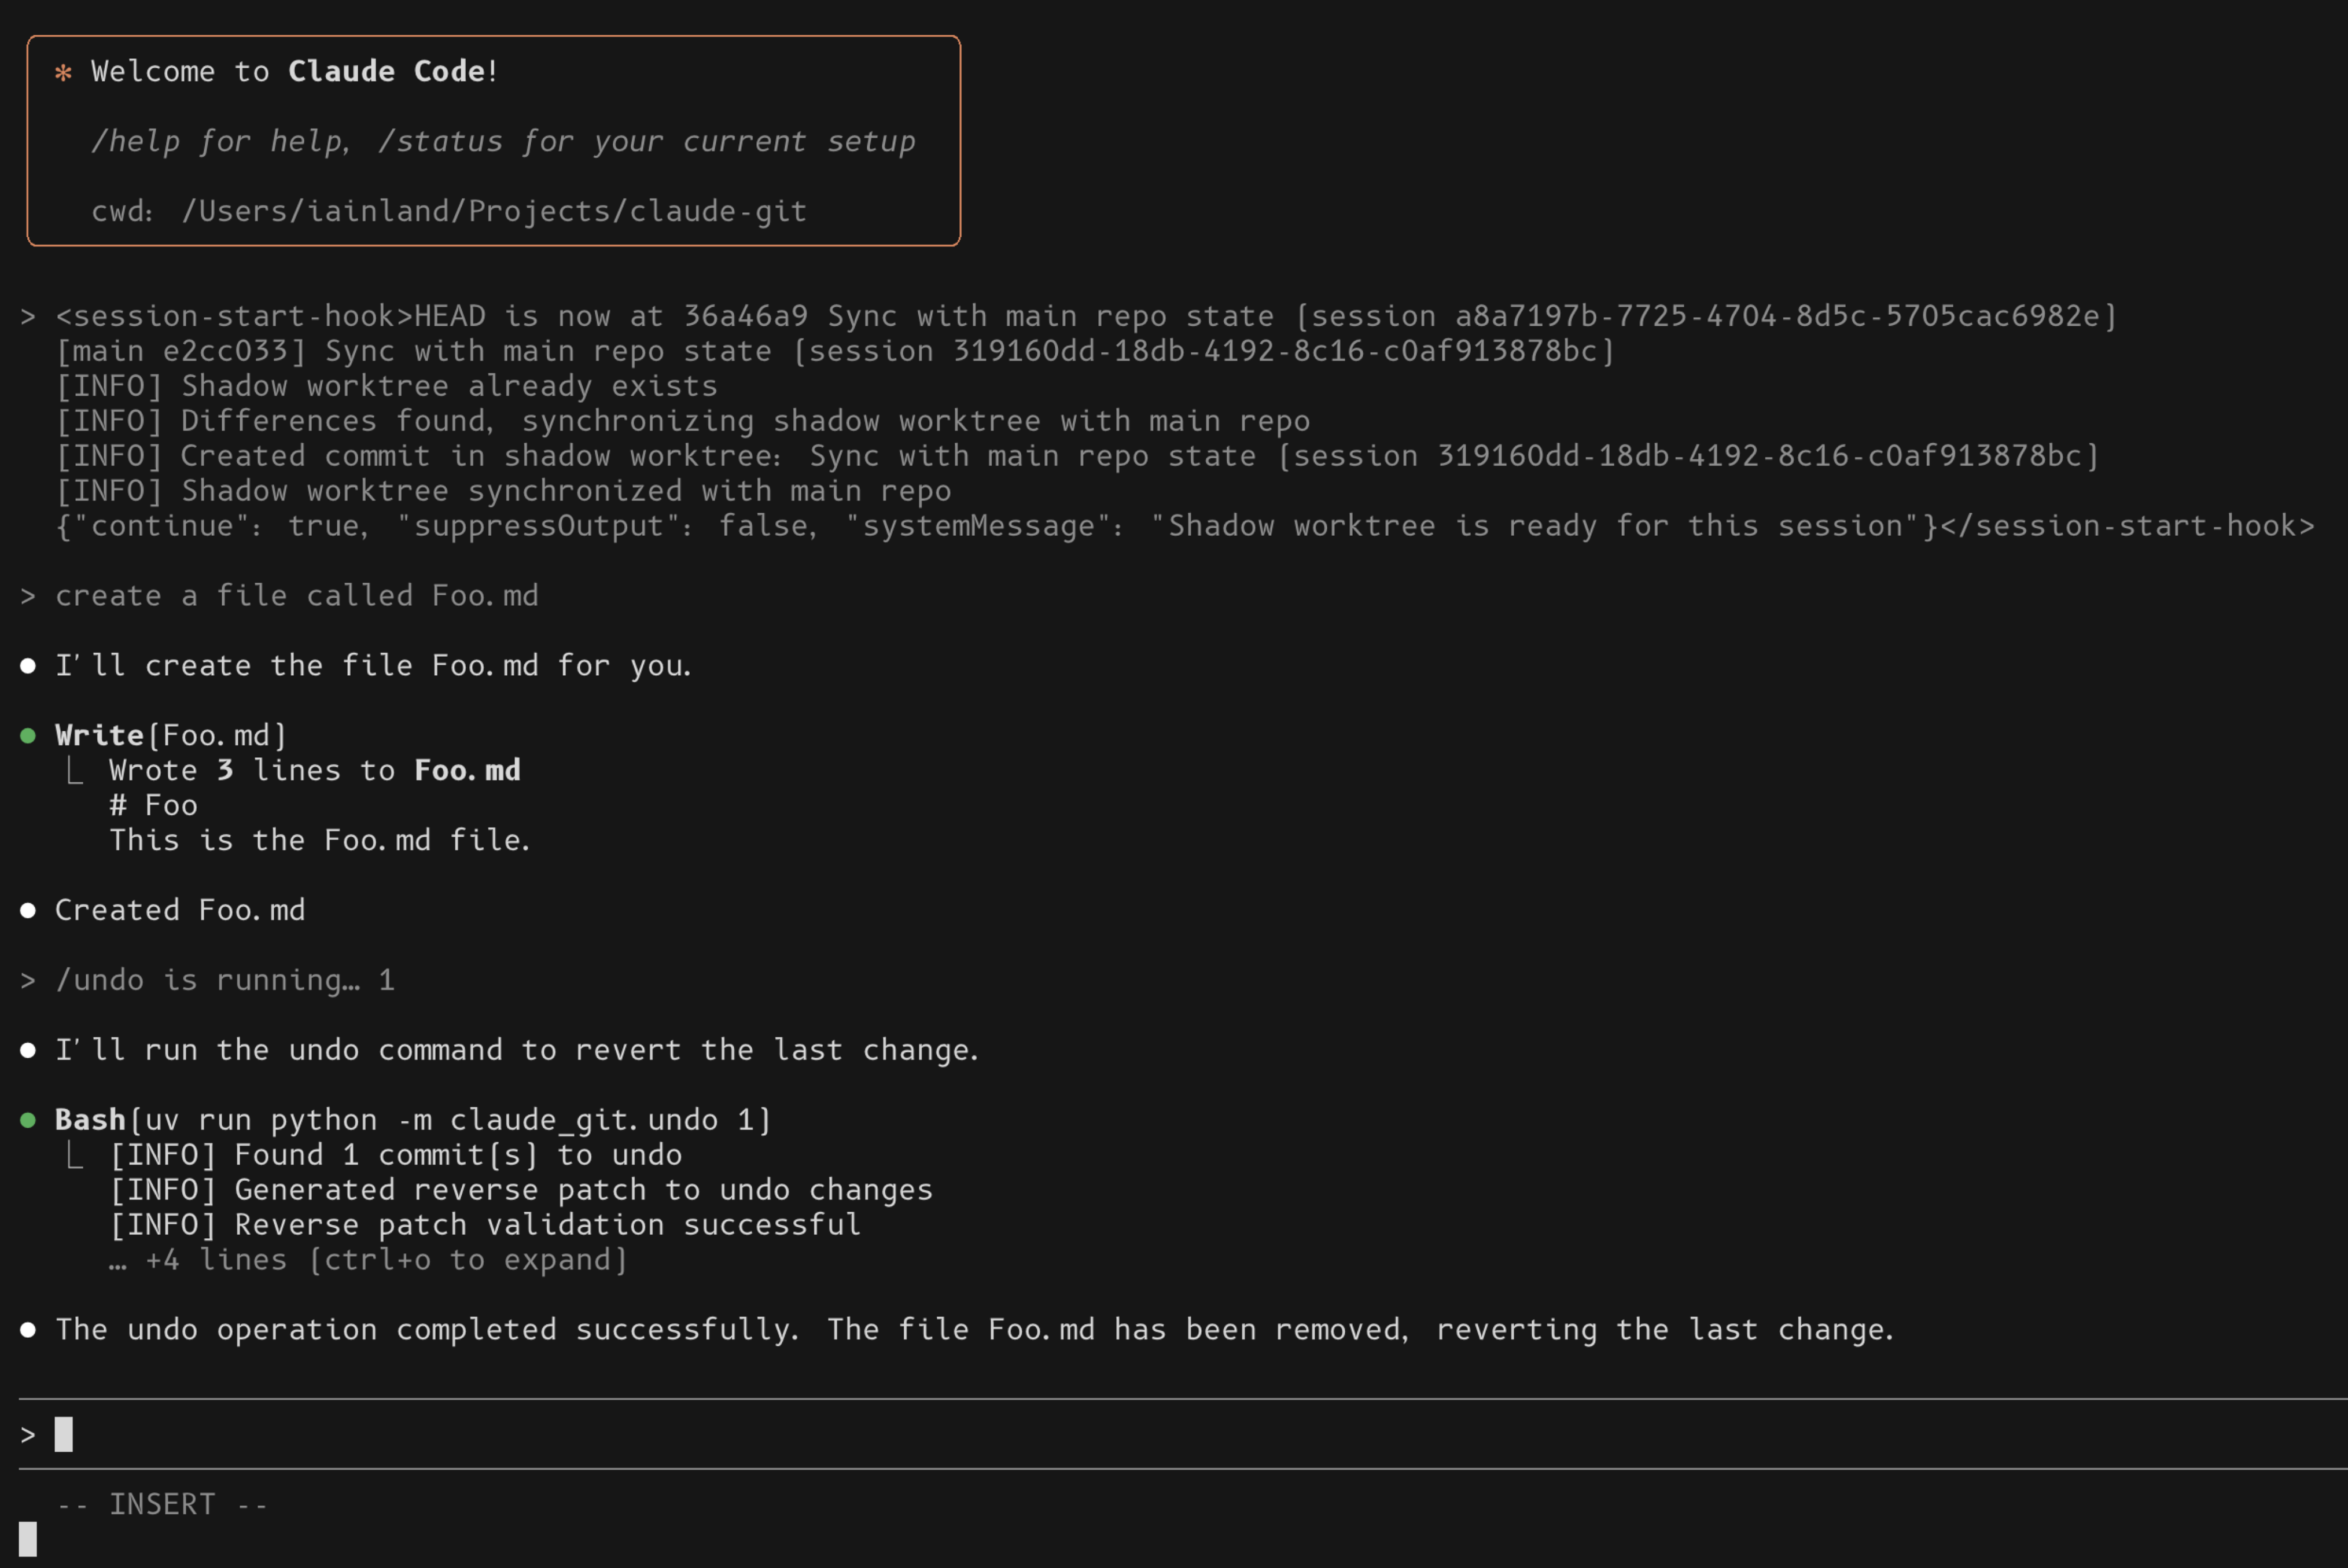 ✻ Welcome to Claude Code!
/help for help, /status for your current setup
cwd: /Users/iainland/Projects/claude-git
> <session-start-hook>HEAD is now at 36a46a9 Sync with main repo state (session a8a7197b-7725-4704-8d5c-5705cac6982e)
[main e2cc033] Sync with main repo state (session 319160dd-18db-4192-8c16-c0af913878bc)
[INFO] Shadow worktree already exists
[INFO] Differences found, synchronizing shadow worktree with main repo
[INFO] Created commit in shadow worktree: Sync with main repo state (session 319160dd-18db-4192-8c16-c0af913878bc)
[INFO] Shadow worktree synchronized with main repo
{"continue": true, "suppressOutput": false, "systemMessage": "Shadow worktree is ready for this session"}</session-start-hook>
> create a file called Foo.md
● I'll create the file Foo.md for you.
● Write(Foo.md)
⎿ Wrote 3 lines to Foo.md
# Foo
This is the Foo.md file.
● Created Foo.md
> /undo is running… 1
● I'll run the undo command to revert the last change.
● Bash(uv run python -m claude_git.undo 1)
⎿ [INFO] Found 1 commit(s) to undo
[INFO] Generated reverse patch to undo changes
[INFO] Reverse patch validation successful
… +4 lines (ctrl+o to expand)
● The undo operation completed successfully. The file Foo.md has been removed, reverting the last change.
>
-- INSERT --